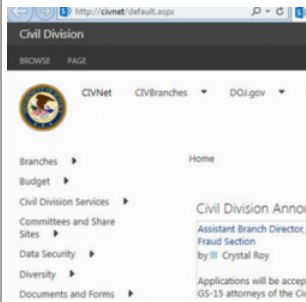 http://civnet/default.aspx
Civil Division
BROWSE PAGE
CIVNet CIVBranches DOJ.gov
Branches
Home
Budget
Civil Division Services
Civil Division Annou
Committees and Share
Sites
Assistant Branch Director,
Fraud Section
Data Security
by Crystal Roy
Diversity
Applications will be acce
Documents and Forms
GS-15 attorneys of the Civ